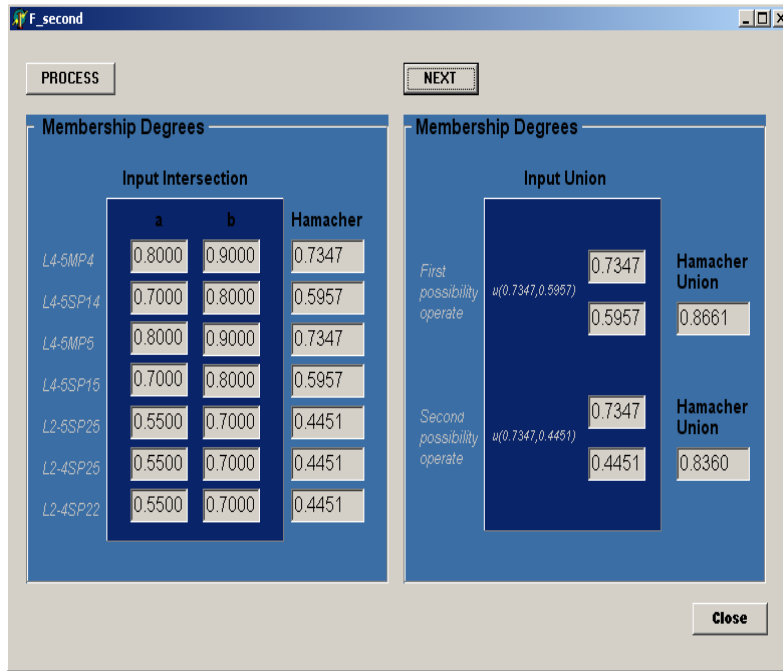 F_second
PROCESS
NEXT
Membership Degrees
Input Intersection
a b Hamacher
L4-5MP4 0.8000 0.9000 0.7347
L4-5SP14 0.7000 0.8000 0.5957
L4-5MP5 0.8000 0.9000 0.7347
L4-5SP15 0.7000 0.8000 0.5957
L2-5SP25 0.5500 0.7000 0.4451
L2-4SP25 0.5500 0.7000 0.4451
L2-4SP22 0.5500 0.7000 0.4451
Membership Degrees
Input Union
First
possibility
operate
u(0.7347,0.5957)
0.7347
0.5957
Hamacher
Union
0.8661
Second
possibility
operate
u(0.7347,0.4451)
0.7347
0.4451
Hamacher
Union
0.8360
Close